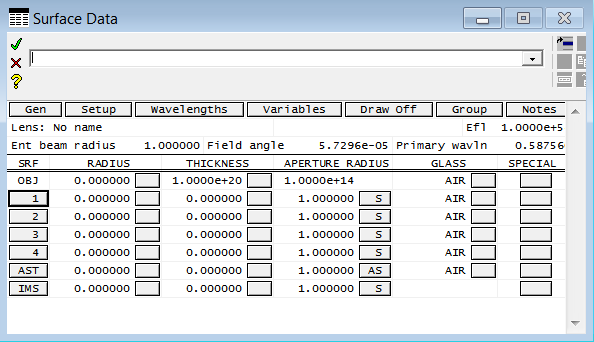 Surface Data
Gen Setup Wavelengths Variables Draw Off Group Notes
Lens: No name Efl 1.0000e+5
Ent beam radius 1.000000 Field angle 5.7296e-05 Primary wavln 0.58756
SRF RADIUS THICKNESS APERTURE RADIUS GLASS SPECIAL
OBJ 0.000000 1.0000e+20 1.0000e+14 AIR
1 0.000000 0.000000 1.000000 S AIR
2 0.000000 0.000000 1.000000 S AIR
3 0.000000 0.000000 1.000000 S AIR
4 0.000000 0.000000 1.000000 S AIR
AST 0.000000 0.000000 1.000000 AS AIR
IMS 0.000000 0.000000 1.000000 S